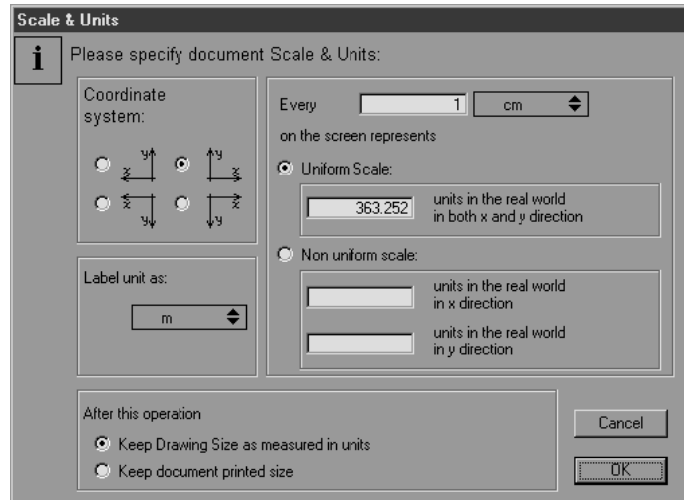 Scale & Units
i
Please specify document Scale & Units:
Coordinate
system:
y
x
y
x
x
y
x
y
Label unit as:
m
Every 1 cm
on the screen represents
Uniform Scale:
363.252
units in the real world
in both x and y direction
Non uniform scale:
units in the real world
in x direction
units in the real world
in y direction
After this operation
Keep Drawing Size as measured in units
Keep document printed size
Cancel
OK